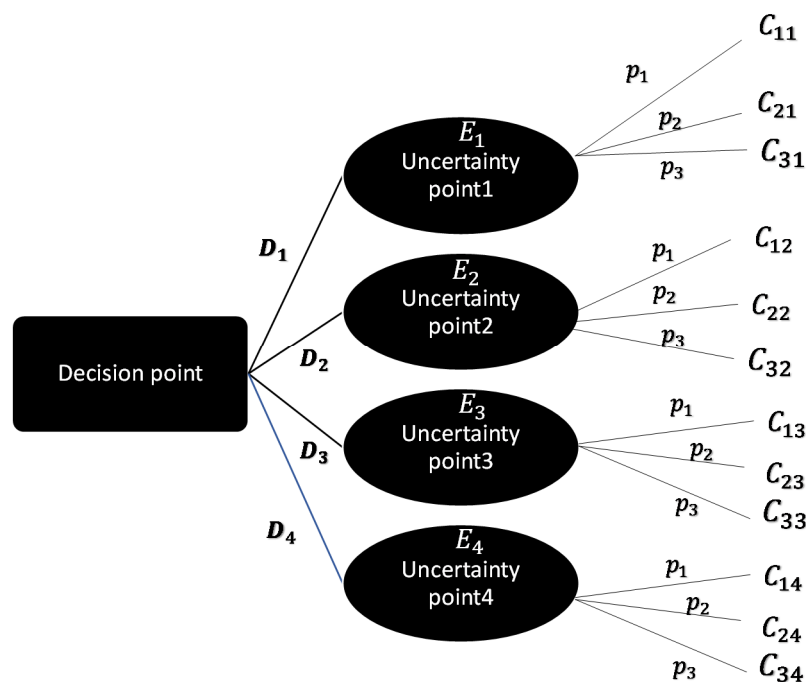 C₁₁
p₁
C₂₁
p₂
C₃₁
p₃
E₁
Uncertainty
point1
D₁
C₁₂
p₁
p₂
C₂₂
p₃
C₃₂
E₂
Uncertainty
point2
D₂
Decision point
E₃
Uncertainty
point3
D₃
p₁
C₁₃
p₂
C₂₃
p₃
C₃₃
D₄
E₄
Uncertainty
point4
p₁
C₁₄
p₂
C₂₄
p₃
C₃₄